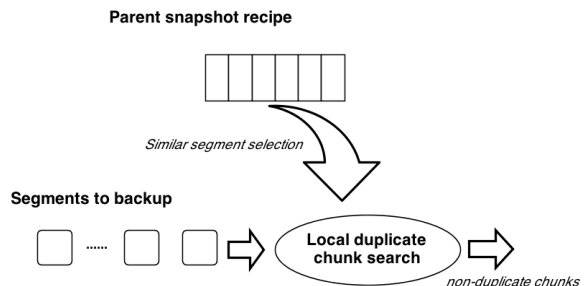 Parent snapshot recipe
Similar segment selection
Segments to backup
......
Local duplicate
chunk search
non-duplicate chunks